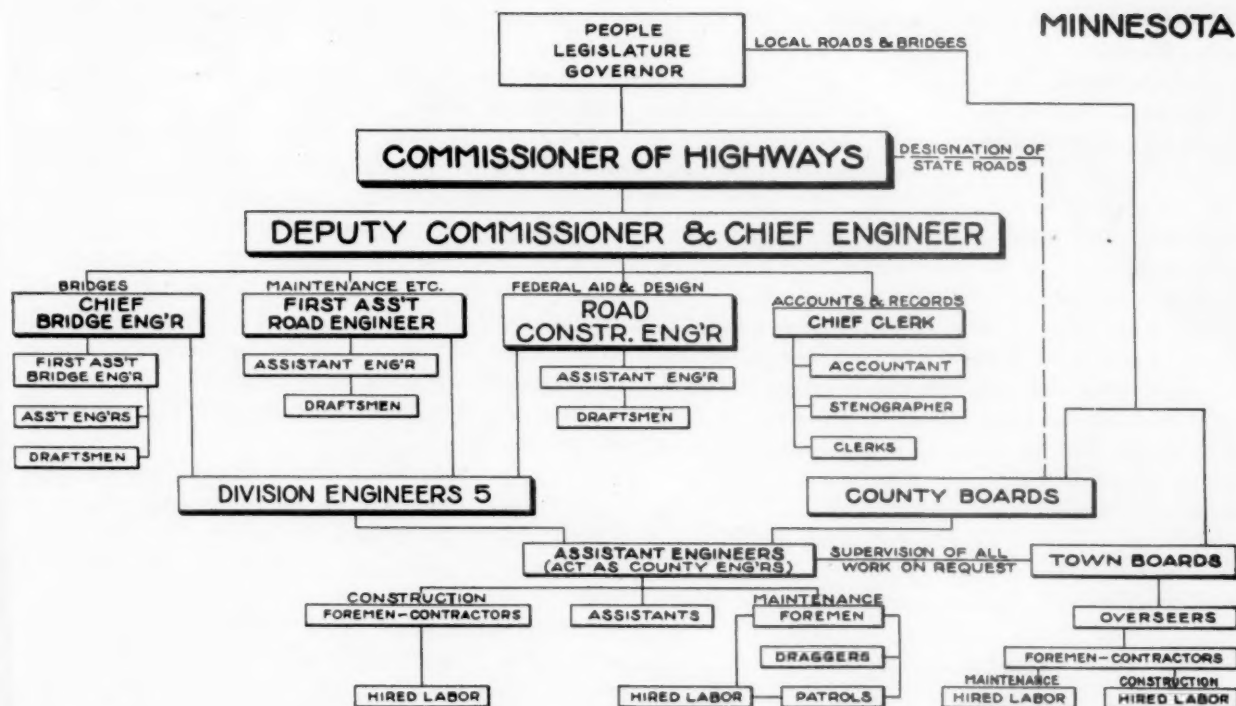 MINNESOTA
PEOPLE
LEGISLATURE
GOVERNOR
LOCAL ROADS & BRIDGES
COMMISSIONER OF HIGHWAYS
DESIGNATION OF
STATE ROADS
DEPUTY COMMISSIONER & CHIEF ENGINEER
BRIDGES
CHIEF
BRIDGE ENG'R
MAINTENANCE ETC.
FIRST ASS'T
ROAD ENGINEER
FEDERAL AID & DESIGN
ROAD
CONSTR. ENG'R
ACCOUNTS & RECORDS
CHIEF CLERK
FIRST ASS'T
BRIDGE ENG'R
ASS'T ENG'RS
DRAFTSMEN
ASSISTANT ENG'R
DRAFTSMEN
ASSISTANT ENG'R
DRAFTSMEN
ACCOUNTANT
STENOGRAPHER
CLERKS
DIVISION ENGINEERS 5
COUNTY BOARDS
ASSISTANT ENGINEERS
(ACT AS COUNTY ENG'RS)
SUPERVISION OF ALL
WORK ON REQUEST
TOWN BOARDS
CONSTRUCTION
FOREMEN-CONTRACTORS
HIRED LABOR
ASSISTANTS
MAINTENANCE
FOREMEN
DRAGGERS
HIRED LABOR
PATROLS
OVERSEERS
FOREMEN-CONTRACTORS
MAINTENANCE
HIRED LABOR
CONSTRUCTION
HIRED LABOR